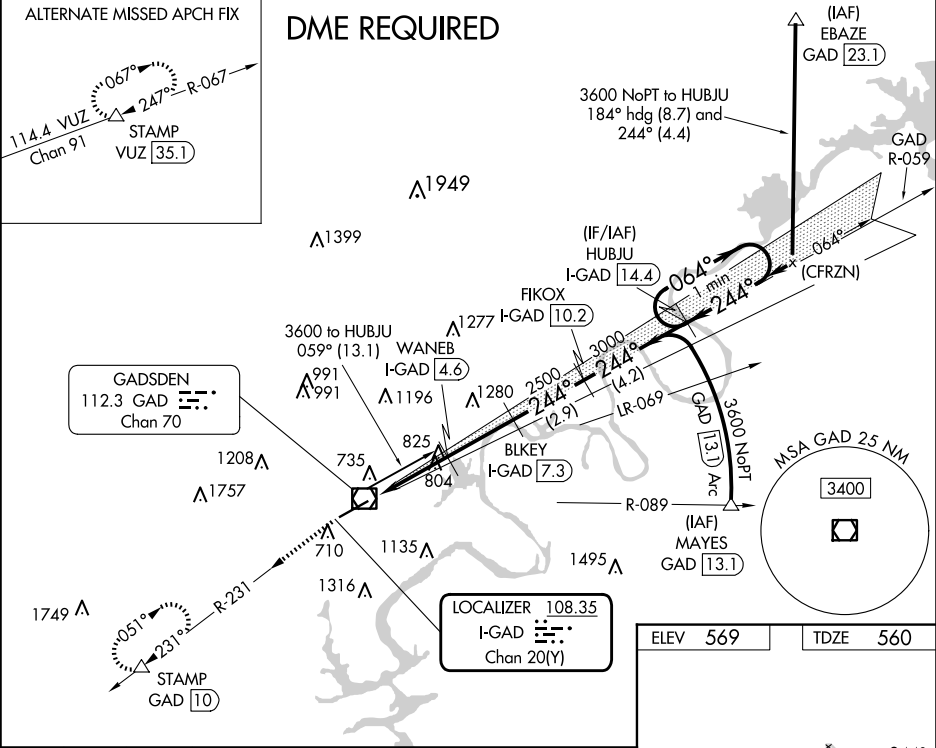 ALTERNATE MISSED APCH FIX
067°
247°
R-067
114.4 VUZ
Chan 91
STAMP
VUZ 35.1
DME REQUIRED
(IAF)
EBAZE
GAD 23.1
3600 NoPT to HUBJU
184° hdg (8.7) and
244° (4.4)
GAD
R-059
1949
1399
(IF/IAF)
HUBJU
I-GAD 14.4
064°
1 min
244°
064°
(CFRZN)
FIKOX
I-GAD 10.2
1277
3600 to HUBJU
059° (13.1)
WANEB
I-GAD 4.6
3000
2500
244°
(4.2)
244°
(2.9)
LR-069
991
991
1196
1280
GADSDEN
112.3 GAD
Chan 70
BLKEY
I-GAD 7.3
3600 NoPT
GAD 13.1 Arc
825
804
735
1208
1757
MSA GAD 25 NM
3400
R-089
(IAF)
MAYES
GAD 13.1
710
1135
1495
1316
R-231
1749
051°
231°
STAMP
GAD 10
LOCALIZER 108.35
I-GAD
Chan 20(Y)
ELEV 569
TDZE 560